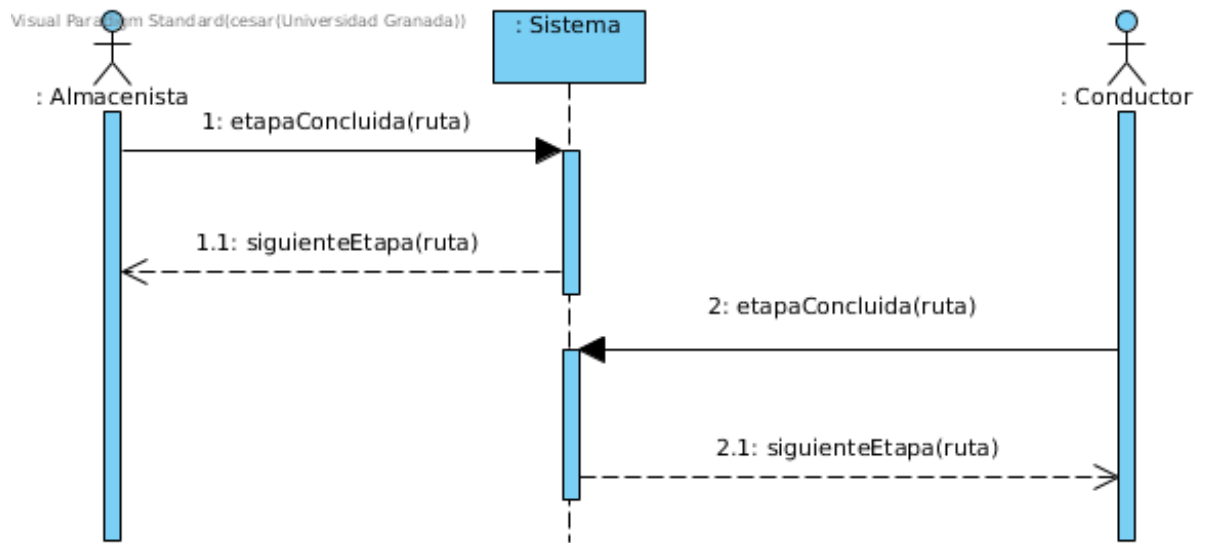 Visual Paradigm Standard(cesar(Universidad Granada))
: Sistema
: Almacenista
: Conductor
1: etapaConcluida(ruta)
1.1: siguienteEtapa(ruta)
2: etapaConcluida(ruta)
2.1: siguienteEtapa(ruta)